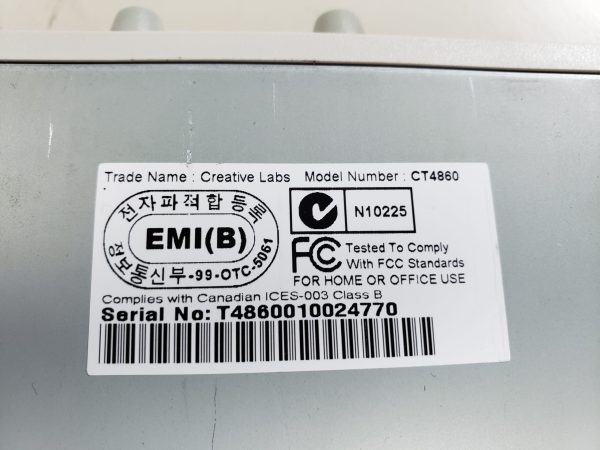 Trade Name : Creative Labs Model Number : CT4860
전자파적합 등록
EMI(B)
정보통신부-99-OTC-5061
N10225
FC Tested To Comply
With FCC Standards
FOR HOME OR OFFICE USE
Complies with Canadian ICES-003 Class B
Serial No: T4860010024770